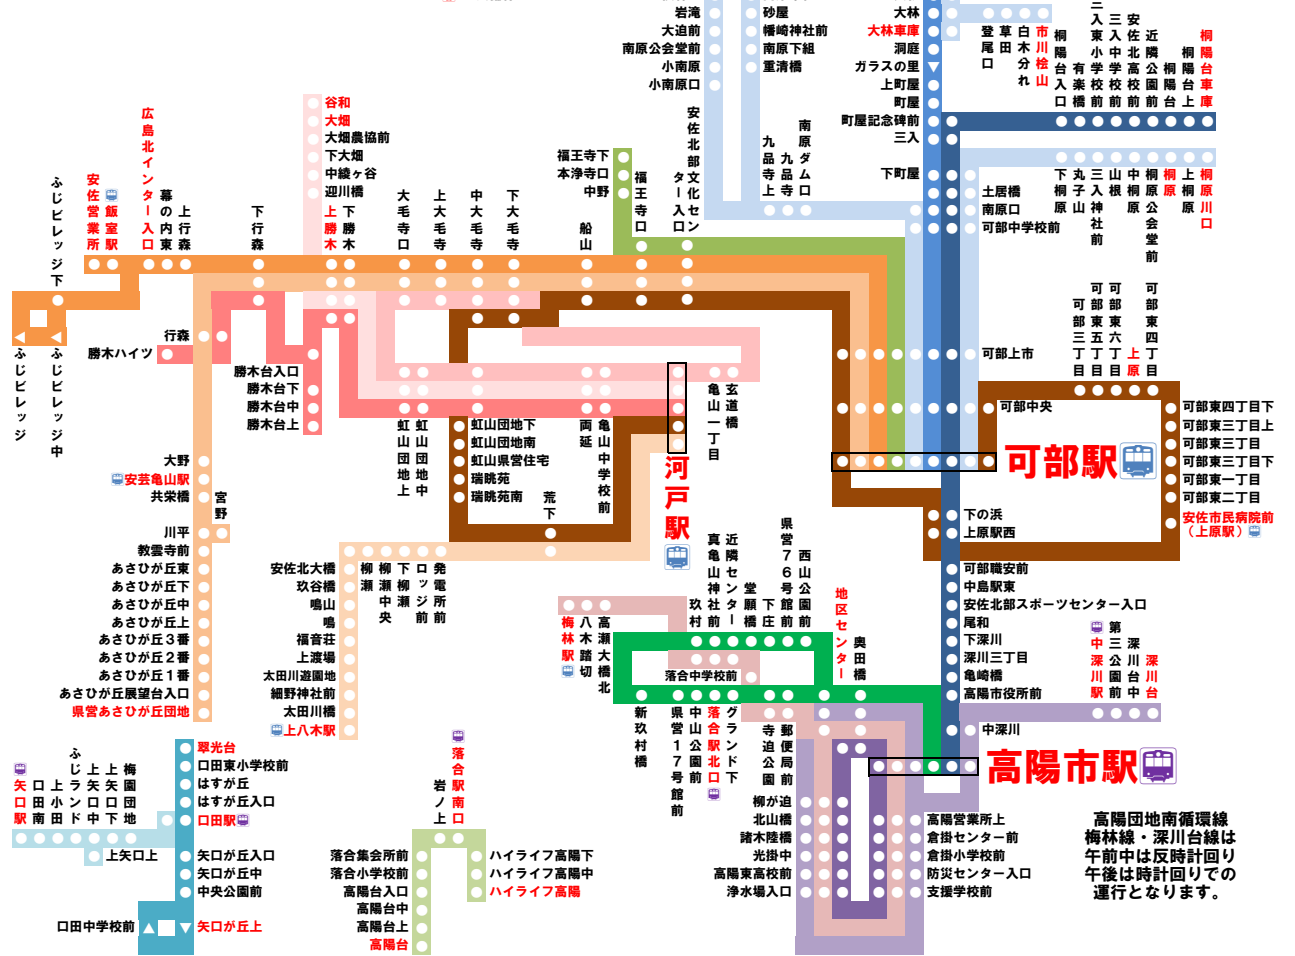 岩滝
大迫前
南原公会堂前
小南原
小南原口
砂屋
幡崎神社前
南原下組
重清橋
大林
大林車庫
洞庭
ガラスの里
上町屋
町屋
町屋記念碑前
三入
下町屋
登尾口
草田
白木分れ
市川桧山
桐陽台入口
有楽橋
三入東小学校前
三入中学校前
安佐北高校前
近隣公園前
桐陽台
桐陽台上
桐陽台車庫
下桐原
丸子山
三入神社前
山根
中桐原
桐原公会堂前
桐原
上桐原
桐原川口
土居橋
南原口
可部中学校前
安佐北部文化センター入口
九品寺上
九品寺
南原ダム口
福王寺下
本浄寺口
中野
福王寺口
谷和
大畑
大畑農協前
下大畑
中綾ヶ谷
迎川橋
上勝木
下勝木
ふじビレッジ下
安佐営業所
飯室駅
広島北インター入口
幕の内東
上行森
下行森
大毛寺口
上大毛寺
中大毛寺
下大毛寺
船山
ふじビレッジ
ふじビレッジ中
行森
勝木ハイツ
勝木台入口
勝木台下
勝木台中
勝木台上
虹山団地上
虹山団地中
虹山団地下
虹山団地南
虹山県営住宅
瑞眺苑
瑞眺苑南
荒下
両延
亀山中学校前
河戸駅
亀山一丁目
玄道橋
可部上市
可部中央
可部駅
可部三丁目
可部東五丁目
可部東六丁目
上原
可部東四丁目
可部東四丁目下
可部東三丁目上
可部東三丁目
可部東三丁目下
可部東一丁目
可部東二丁目
安佐市民病院前
(上原駅)
下の浜
上原駅西
可部職安前
中島駅東
安佐北部スポーツセンター入口
尾和
下深川
深川三丁目
亀崎橋
高陽市役所前
中深川
中深川駅
第三公園前
深川台中
深川台
高陽市駅
大野
安芸亀山駅
共栄橋
宮野
川平
教雲寺前
あさひが丘東
あさひが丘下
あさひが丘中
あさひが丘上
あさひが丘3番
あさひが丘2番
あさひが丘1番
あさひが丘展望台入口
県営あさひが丘団地
安佐北大橋
玖谷橋
鳴山
鳴
福音荘
上渡場
太田川遊園地
細野神社前
太田川橋
上八木駅
柳瀬
柳瀬中央
下柳瀬
ロッジ前
発電所前
梅林駅
八木踏切
高瀬大橋北
玖村
真亀山神社前
近隣センター
堂願橋
下庄
県営76号館前
西山公園前
地区センター
奥田橋
落合中学校前
新玖村橋
県営17号館前
中山公園前
落合駅北口
グランド下
寺迫公園
郵便局前
柳が迫
北山橋
諸木陸橋
光掛中
高陽東高校前
浄水場入口
高陽営業所上
倉掛センター前
倉掛小学校前
防災センター入口
支援学校前
高陽団地南循環線
梅林線・深川台線は
午前中は反時計回り
午後は時計回りでの
運行となります。
矢口駅
口田南
上小田
ふじランド
上矢口中
上矢口下
梅園団地
上矢口上
翠光台
口田東小学校前
はすが丘
はすが丘入口
口田駅
矢口が丘入口
矢口が丘中
中央公園前
口田中学校前
矢口が丘上
岩ノ上
落合駅南口
落合集会所前
落合小学校前
高陽台入口
高陽台中
高陽台上
高陽台
ハイライフ高陽下
ハイライフ高陽中
ハイライフ高陽